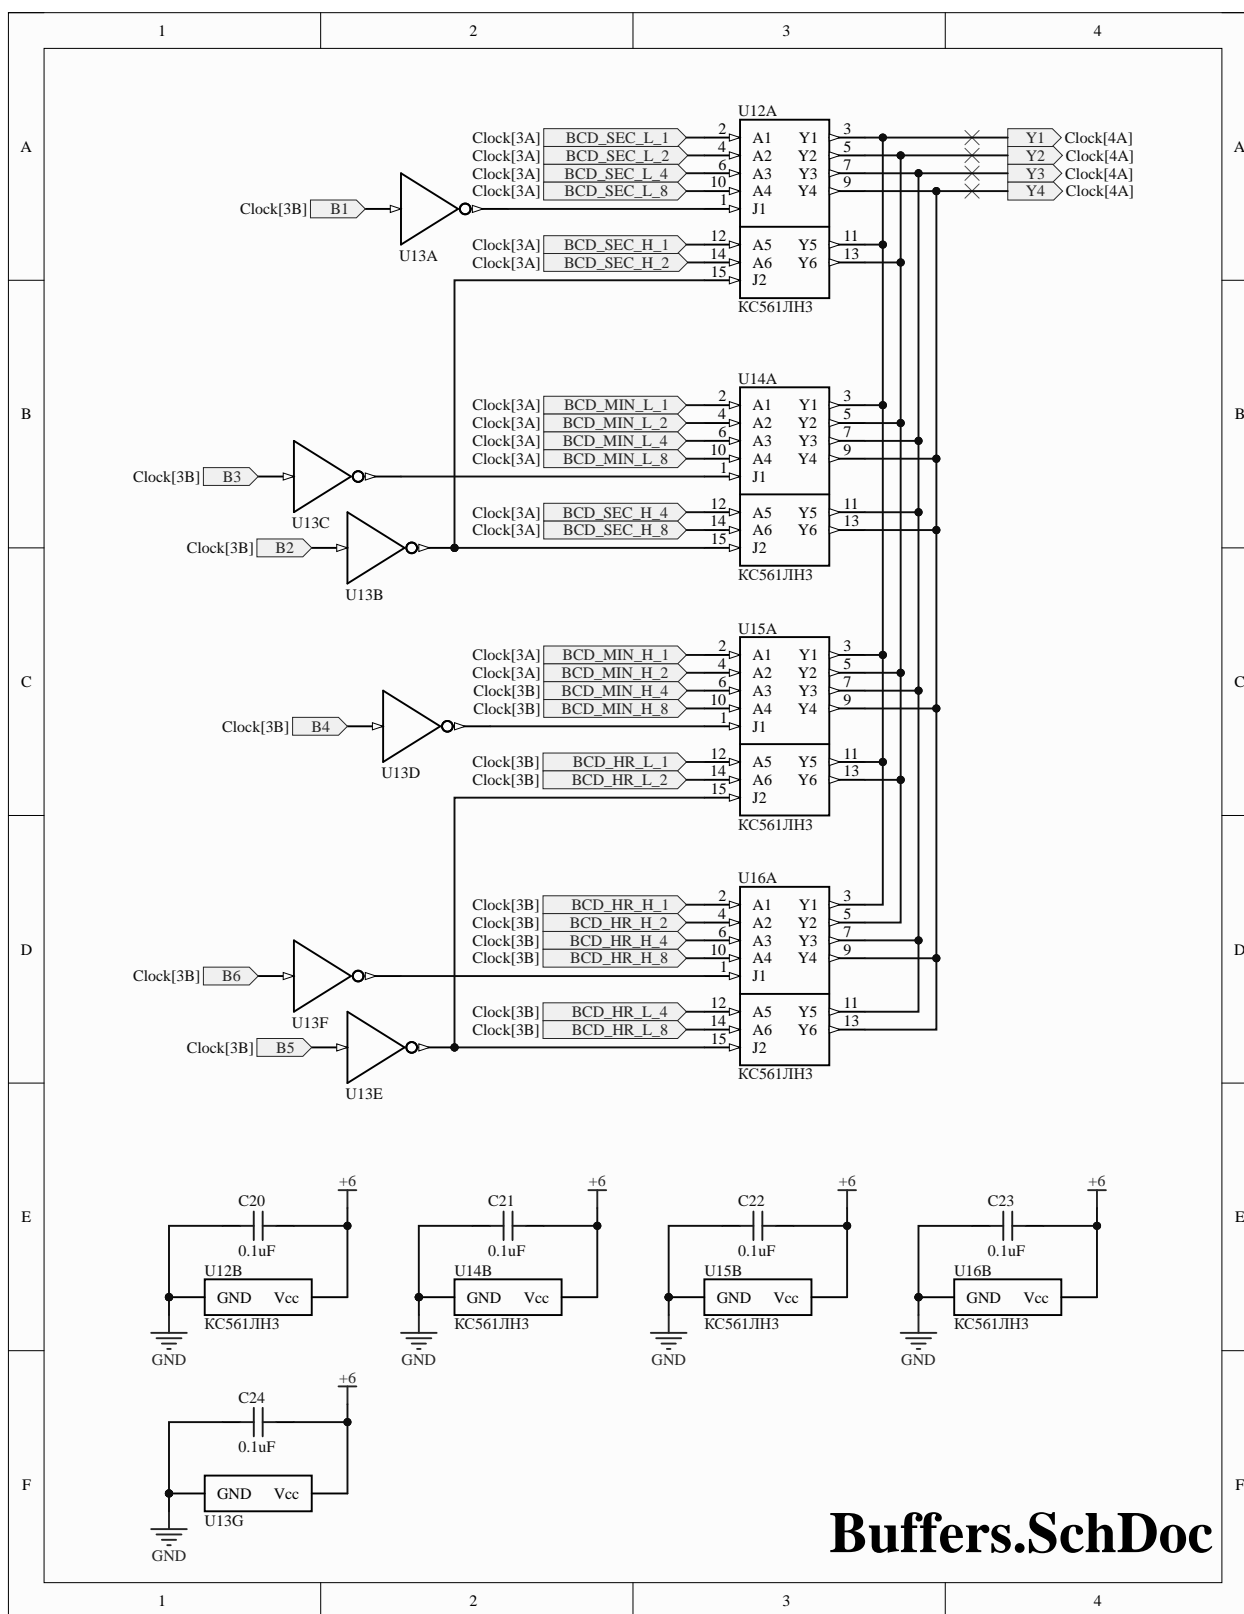 1 2 3 4
A A
U12A
Clock[3A] BCD_SEC_L_1 2 A1 Y1 3 Y1 Clock[4A]
Clock[3A] BCD_SEC_L_2 4 A2 Y2 5 Y2 Clock[4A]
Clock[3A] BCD_SEC_L_4 6 A3 Y3 7 Y3 Clock[4A]
Clock[3A] BCD_SEC_L_8 10 A4 Y4 9 Y4 Clock[4A]
Clock[3B] B1 1 J1
U13A
Clock[3A] BCD_SEC_H_1 12 A5 Y5 11
Clock[3A] BCD_SEC_H_2 14 A6 Y6 13
15 J2
КС561ЛН3
B B
U14A
Clock[3A] BCD_MIN_L_1 2 A1 Y1 3
Clock[3A] BCD_MIN_L_2 4 A2 Y2 5
Clock[3A] BCD_MIN_L_4 6 A3 Y3 7
Clock[3A] BCD_MIN_L_8 10 A4 Y4 9
Clock[3B] B3 1 J1
U13C
Clock[3A] BCD_SEC_H_4 12 A5 Y5 11
Clock[3A] BCD_SEC_H_8 14 A6 Y6 13
Clock[3B] B2 15 J2
U13B
КС561ЛН3
C C
U15A
Clock[3A] BCD_MIN_H_1 2 A1 Y1 3
Clock[3A] BCD_MIN_H_2 4 A2 Y2 5
Clock[3B] BCD_MIN_H_4 6 A3 Y3 7
Clock[3B] BCD_MIN_H_8 10 A4 Y4 9
Clock[3B] B4 1 J1
U13D
Clock[3B] BCD_HR_L_1 12 A5 Y5 11
Clock[3B] BCD_HR_L_2 14 A6 Y6 13
15 J2
КС561ЛН3
D D
U16A
Clock[3B] BCD_HR_H_1 2 A1 Y1 3
Clock[3B] BCD_HR_H_2 4 A2 Y2 5
Clock[3B] BCD_HR_H_4 6 A3 Y3 7
Clock[3B] BCD_HR_H_8 10 A4 Y4 9
Clock[3B] B6 1 J1
U13F
Clock[3B] BCD_HR_L_4 12 A5 Y5 11
Clock[3B] BCD_HR_L_8 14 A6 Y6 13
Clock[3B] B5 15 J2
U13E
КС561ЛН3
E E
+6 +6 +6 +6
C20 C21 C22 C23
0.1uF 0.1uF 0.1uF 0.1uF
U12B U14B U15B U16B
GND Vcc GND Vcc GND Vcc GND Vcc
КС561ЛН3 КС561ЛН3 КС561ЛН3 КС561ЛН3
GND GND GND GND
F F
+6
C24
0.1uF
GND Vcc
U13G
GND
Buffers.SchDoc
1 2 3 4